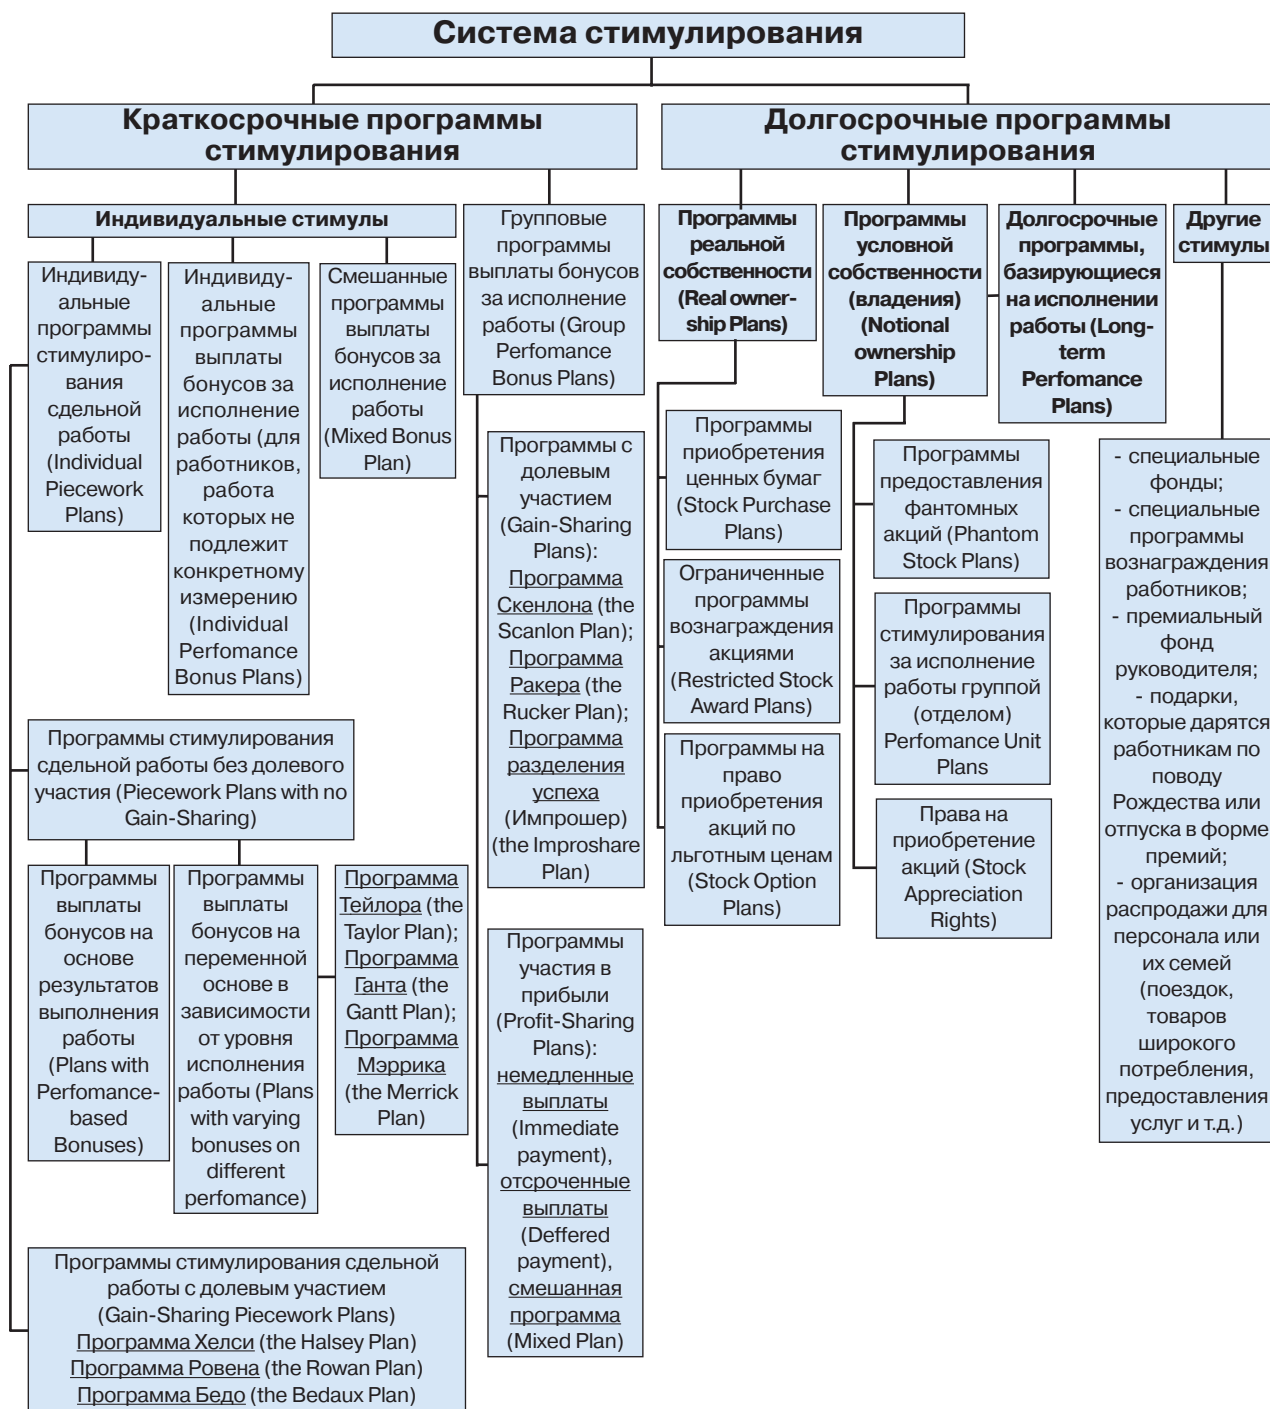 Система стимулирования
Краткосрочные программы
стимулирования
Долгосрочные программы
стимулирования
Индивидуальные стимулы
Индивиду-
альные
программы
стимулиро-
вания
сдельной
работы
(Individual
Piecework
Plans)
Индивиду-
альные
программы
выплаты
бонусов за
исполнение
работы (для
работников,
работа
которых не
подлежит
конкретному
измерению
(Individual
Perfomance
Bonus Plans)
Смешанные
программы
выплаты
бонусов за
исполнение
работы
(Mixed Bonus
Plan)
Групповые
программы
выплаты бонусов
за исполнение
работы (Group
Perfomance
Bonus Plans)
Программы
реальной
собственности
(Real owner-
ship Plans)
Программы
условной
собственности
(владения)
(Notional
ownership
Plans)
Долгосрочные
программы,
базирующиеся
на исполнении
работы (Long-
term
Perfomance
Plans)
Другие
стимулы
Программы с
долевым
участием
(Gain-Sharing
Plans):
Программа
Скенлона (the
Scanlon Plan);
Программа
Ракера (the
Rucker Plan);
Программа
разделения
успеха
(Импрошер)
(the Improshare
Plan)
Программы
приобретения
ценных бумаг
(Stock Purchase
Plans)
Ограниченные
программы
вознаграждения
акциями
(Restricted Stock
Award Plans)
Программы на
право
приобретения
акций по
льготным ценам
(Stock Option
Plans)
Программы
предоставления
фантомных
акций (Phantom
Stock Plans)
Программы
стимулирования
за исполнение
работы группой
(отделом)
Perfomance Unit
Plans
Права на
приобретение
акций (Stock
Appreciation
Rights)
- специальные
фонды;
- специальные
программы
вознаграждения
работников;
- премиальный
фонд
руководителя;
- подарки,
которые дарятся
работникам по
поводу
Рождества или
отпуска в форме
премий;
- организация
распродажи для
персонала или
их семей
(поездок,
товаров
широкого
потребления,
предоставления
услуг и т.д.)
Программы стимулирования
сдельной работы без долевого
участия (Piecework Plans with no
Gain-Sharing)
Программы
выплаты
бонусов на
основе
результатов
выполнения
работы
(Plans with
Perfomance-
based
Bonuses)
Программы
выплаты
бонусов на
переменной
основе в
зависимости
от уровня
исполнения
работы (Plans
with varying
bonuses on
different
perfomance)
Программа
Тейлора (the
Taylor Plan);
Программа
Ганта (the
Gantt Plan);
Программа
Мэррика
(the Merrick
Plan)
Программы
участия в
прибыли
(Profit-Sharing
Plans):
немедленные
выплаты
(Immediate
payment),
отсроченные
выплаты
(Deffered
payment),
смешанная
программа
(Mixed Plan)
Программы стимулирования сдельной
работы с долевым участием
(Gain-Sharing Piecework Plans)
Программа Хелси (the Halsey Plan)
Программа Ровена (the Rowan Plan)
Программа Бедо (the Bedaux Plan)